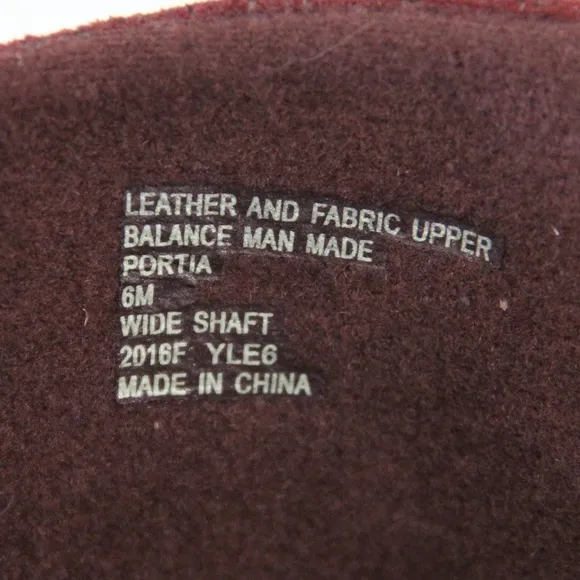 LEATHER AND FABRIC UPPER
BALANCE MAN MADE
PORTIA
6M
WIDE SHAFT
2016F YLE6
MADE IN CHINA